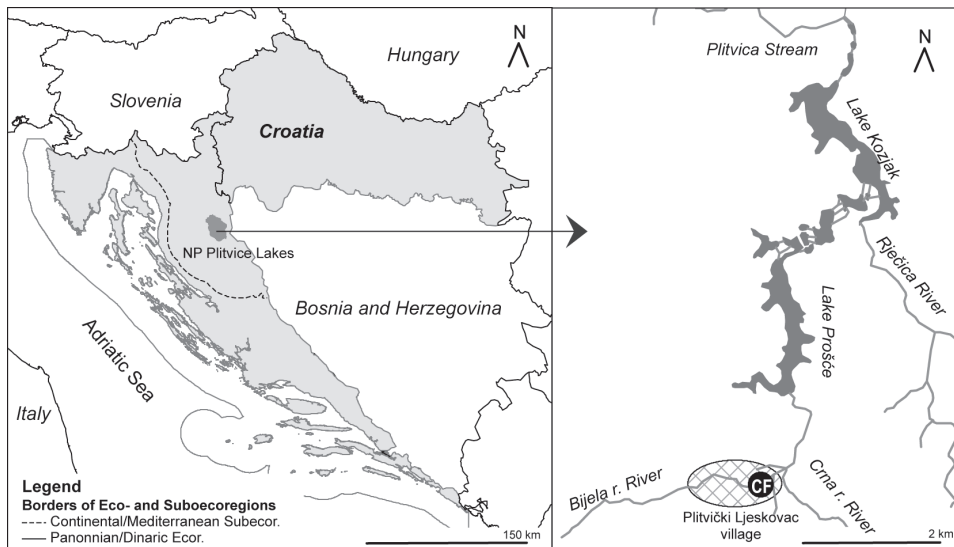 Hungary
N
Slovenia
Croatia
NP Plitvice Lakes
Bosnia and Herzegovina
Adriatic Sea
Italy
Legend
Borders of Eco- and Suboecoregions
Continental/Mediterranean Subecor.
Panonnian/Dinaric Ecor.
150 km
Plitvica Stream
N
Lake Kozjak
Rječica River
Lake Prošće
Bijela r. River
CF
Crna r. River
Plitvički Ljeskovac
village
2 km